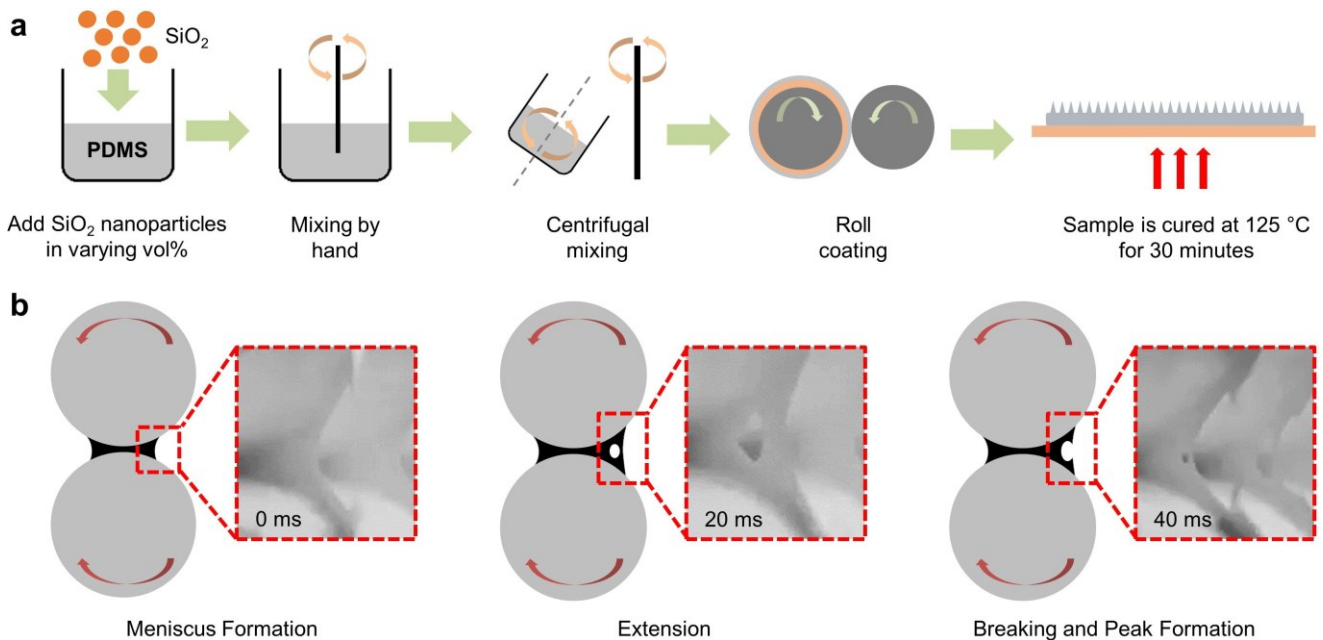 a
SiO2
PDMS
Add SiO2 nanoparticles
in varying vol%
Mixing by
hand
Centrifugal
mixing
Roll
coating
Sample is cured at 125 °C
for 30 minutes
b
0 ms
20 ms
40 ms
Meniscus Formation
Extension
Breaking and Peak Formation